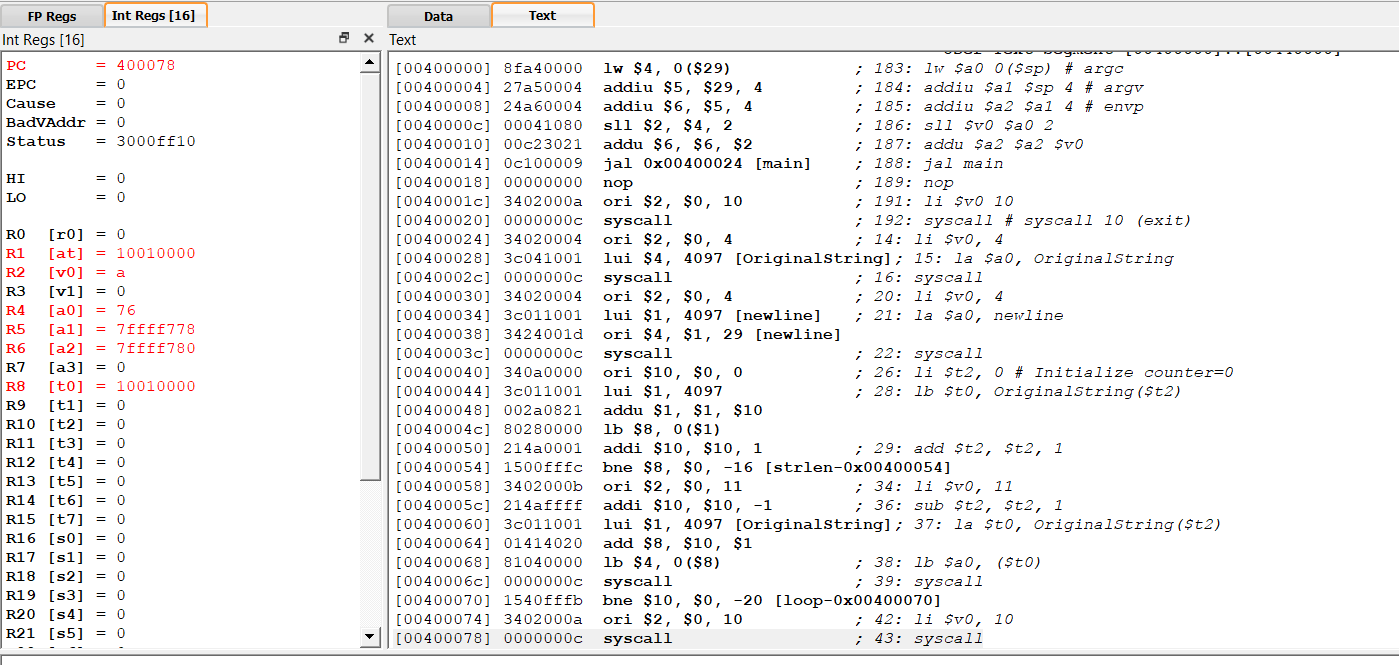 FP Regs
Int Regs [16]
Data
Text
Int Regs [16]
Text
PC = 400078
EPC = 0
Cause = 0
BadVAddr = 0
Status = 3000ff10
HI = 0
LO = 0
R0 [r0] = 0
R1 [at] = 10010000
R2 [v0] = a
R3 [v1] = 0
R4 [a0] = 76
R5 [a1] = 7ffff778
R6 [a2] = 7ffff780
R7 [a3] = 0
R8 [t0] = 10010000
R9 [t1] = 0
R10 [t2] = 0
R11 [t3] = 0
R12 [t4] = 0
R13 [t5] = 0
R14 [t6] = 0
R15 [t7] = 0
R16 [s0] = 0
R17 [s1] = 0
R18 [s2] = 0
R19 [s3] = 0
R20 [s4] = 0
R21 [s5] = 0
[00400000] 8fa40000 lw $4, 0($29) ; 183: lw $a0 0($sp) # argc
[00400004] 27a50004 addiu $5, $29, 4 ; 184: addiu $a1 $sp 4 # argv
[00400008] 24a60004 addiu $6, $5, 4 ; 185: addiu $a2 $a1 4 # envp
[0040000c] 00041080 sll $2, $4, 2 ; 186: sll $v0 $a0 2
[00400010] 00c23021 addu $6, $6, $2 ; 187: addu $a2 $a2 $v0
[00400014] 0c100009 jal 0x00400024 [main] ; 188: jal main
[00400018] 00000000 nop ; 189: nop
[0040001c] 3402000a ori $2, $0, 10 ; 191: li $v0 10
[00400020] 0000000c syscall ; 192: syscall # syscall 10 (exit)
[00400024] 34020004 ori $2, $0, 4 ; 14: li $v0, 4
[00400028] 3c041001 lui $4, 4097 [OriginalString]; 15: la $a0, OriginalString
[0040002c] 0000000c syscall ; 16: syscall
[00400030] 34020004 ori $2, $0, 4 ; 20: li $v0, 4
[00400034] 3c011001 lui $1, 4097 [newline] ; 21: la $a0, newline
[00400038] 3424001d ori $4, $1, 29 [newline]
[0040003c] 0000000c syscall ; 22: syscall
[00400040] 340a0000 ori $10, $0, 0 ; 26: li $t2, 0 # Initialize counter=0
[00400044] 3c011001 lui $1, 4097 ; 28: lb $t0, OriginalString($t2)
[00400048] 002a0821 addu $1, $1, $10
[0040004c] 80280000 lb $8, 0($1)
[00400050] 214a0001 addi $10, $10, 1 ; 29: add $t2, $t2, 1
[00400054] 1500fffc bne $8, $0, -16 [strlen-0x00400054]
[00400058] 3402000b ori $2, $0, 11 ; 34: li $v0, 11
[0040005c] 214affff addi $10, $10, -1 ; 36: sub $t2, $t2, 1
[00400060] 3c011001 lui $1, 4097 [OriginalString]; 37: la $t0, OriginalString($t2)
[00400064] 01414020 add $8, $10, $1
[00400068] 81040000 lb $4, 0($8) ; 38: lb $a0, ($t0)
[0040006c] 0000000c syscall ; 39: syscall
[00400070] 1540fffb bne $10, $0, -20 [loop-0x00400070]
[00400074] 3402000a ori $2, $0, 10 ; 42: li $v0, 10
[00400078] 0000000c syscall ; 43: syscall